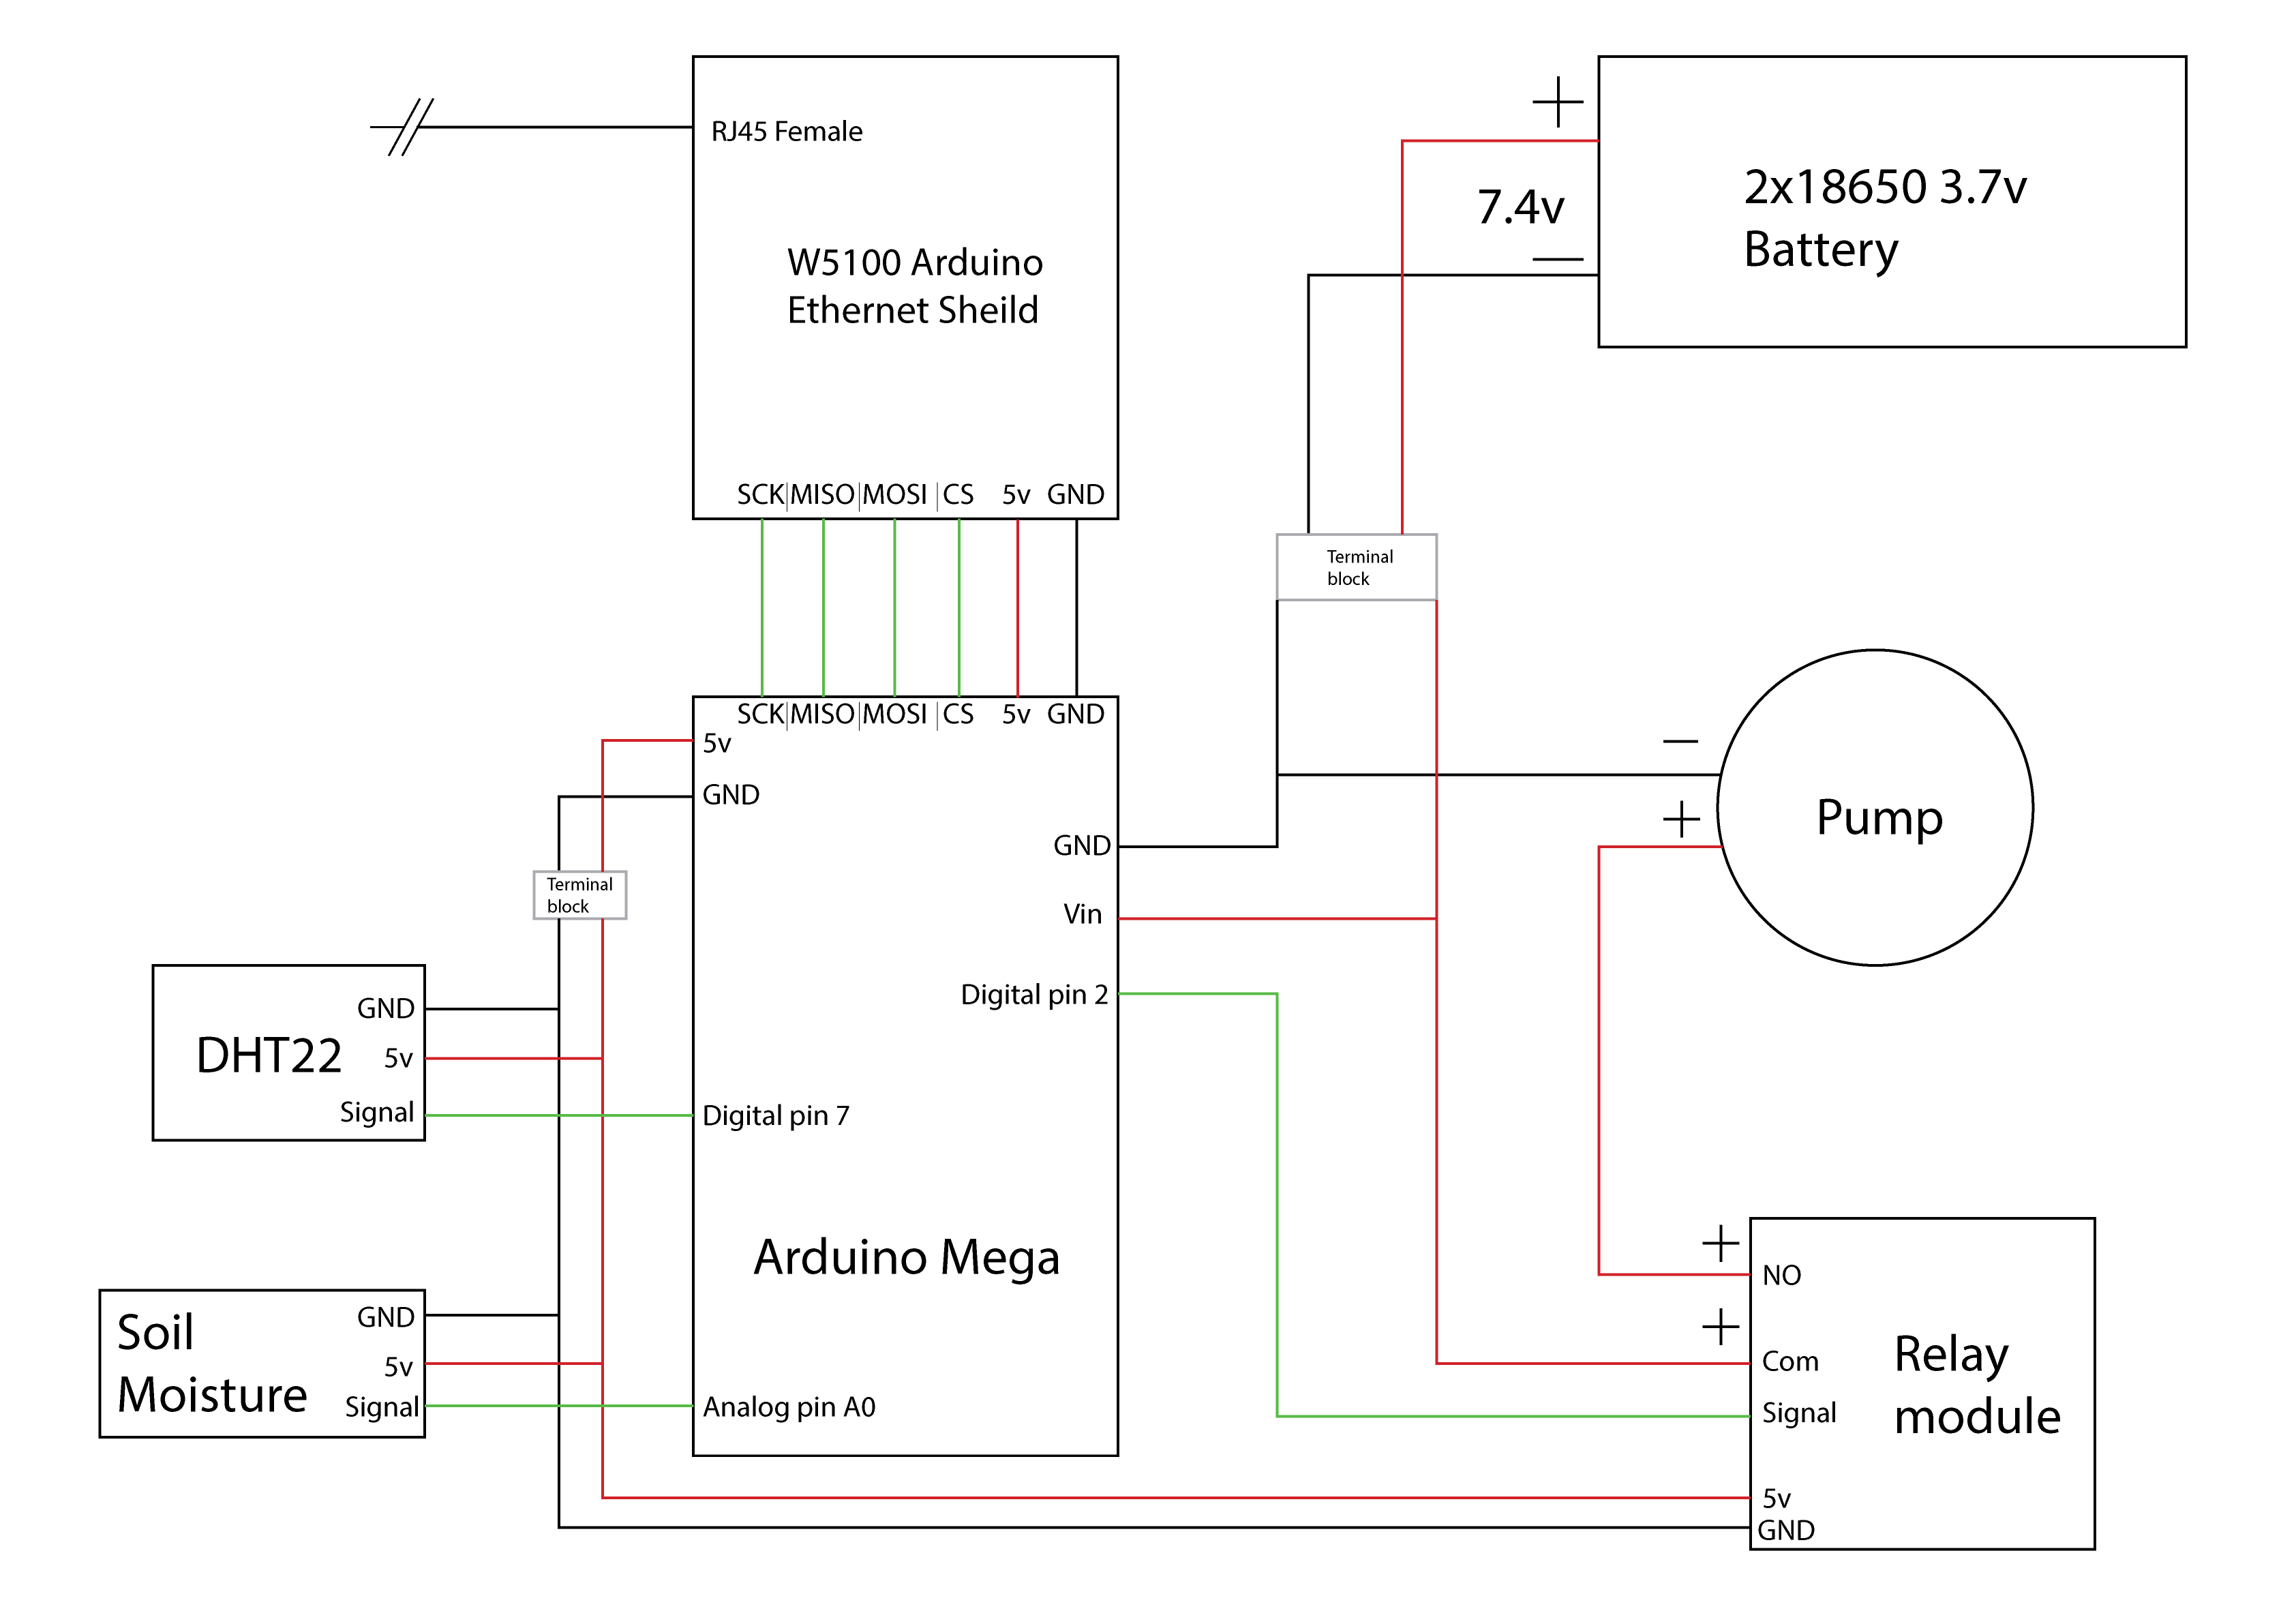 RJ45 Female
W5100 Arduino
Ethernet Sheild
SCK|MISO|MOSI|CS 5v GND
+
7.4v
—
2x18650 3.7v
Battery
Terminal
block
SCK|MISO|MOSI|CS 5v GND
5v
GND
GND
Vin
Digital pin 2
Digital pin 7
Arduino Mega
Analog pin A0
Terminal
block
—
+
Pump
DHT22
GND
5v
Signal
Soil
Moisture
GND
5v
Signal
+
NO
+
Com
Signal
5v
GND
Relay
module